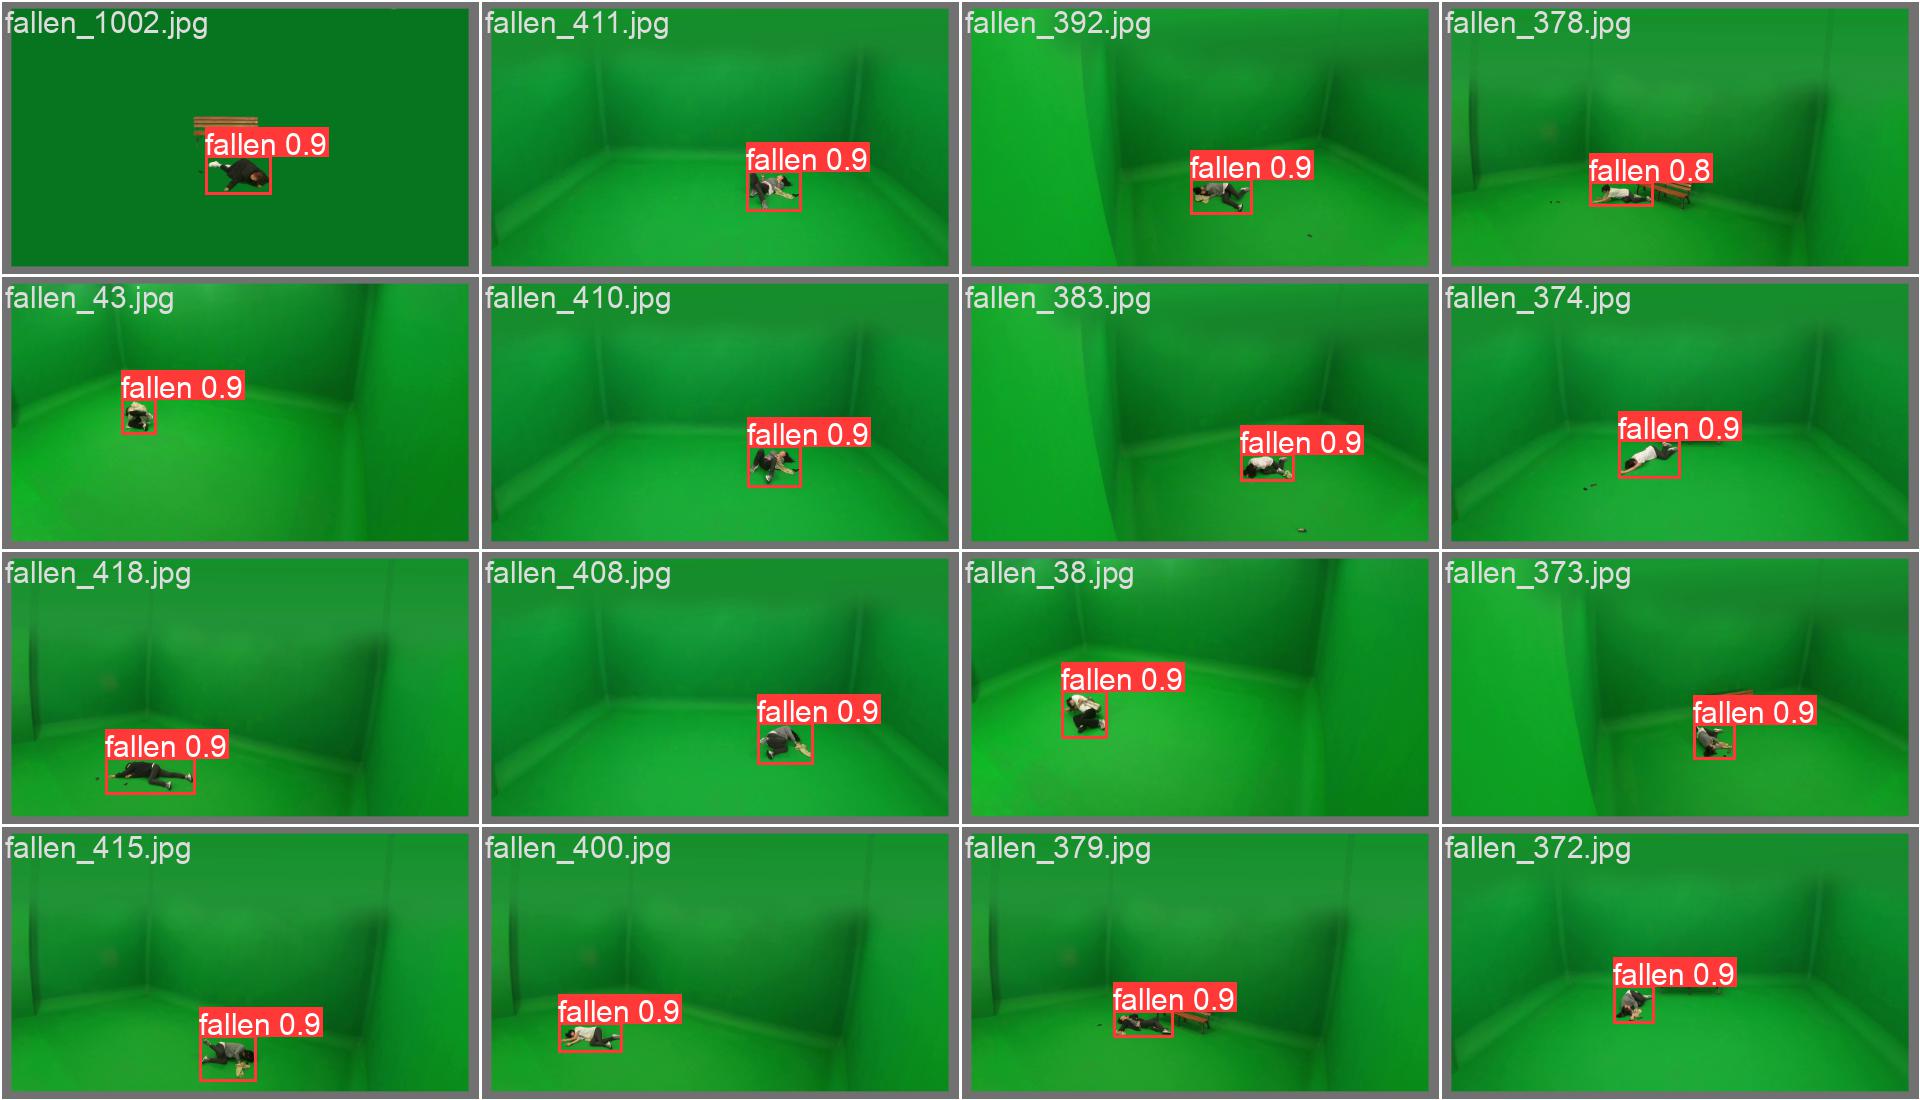 fallen_1002.jpg
fallen 0.9
fallen_411.jpg
fallen 0.9
fallen_392.jpg
fallen 0.9
fallen_378.jpg
fallen 0.8
fallen_43.jpg
fallen 0.9
fallen_410.jpg
fallen 0.9
fallen_383.jpg
fallen 0.9
fallen_374.jpg
fallen 0.9
fallen_418.jpg
fallen 0.9
fallen_408.jpg
fallen 0.9
fallen_38.jpg
fallen 0.9
fallen_373.jpg
fallen 0.9
fallen_415.jpg
fallen 0.9
fallen_400.jpg
fallen 0.9
fallen_379.jpg
fallen 0.9
fallen_372.jpg
fallen 0.9